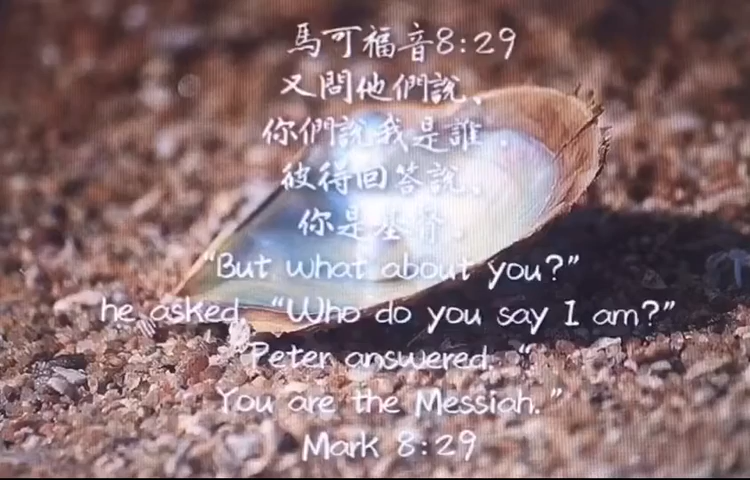 馬可福音8:29
又問他們說、
你們說我是誰．
彼得回答說、
你是基督．
"But what about you?"
he asked. "Who do you say I am?"
Peter answered, "
You are the Messiah."
Mark 8:29